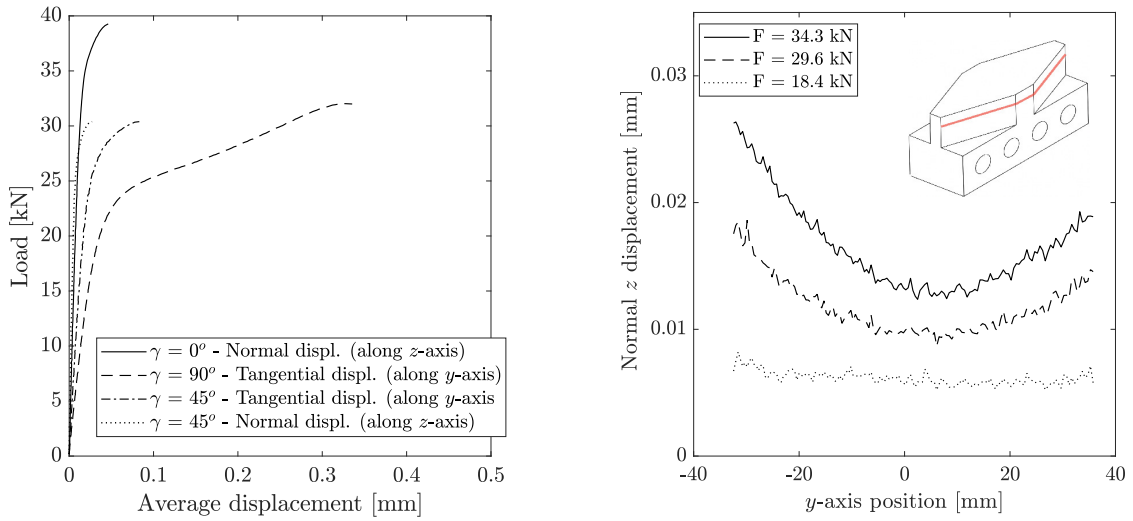 40
35
30
25
20
15
10
5
0
Load [kN]
γ = 0° - Normal displ. (along z-axis)
γ = 90° - Tangential displ. (along y-axis)
γ = 45° - Tangential displ. (along y-axis
γ = 45° - Normal displ. (along z-axis)
0 0.1 0.2 0.3 0.4 0.5
Average displacement [mm]
F = 34.3 kN
F = 29.6 kN
F = 18.4 kN
0.03
0.02
0.01
0
Normal z displacement [mm]
-40 -20 0 20 40
y-axis position [mm]